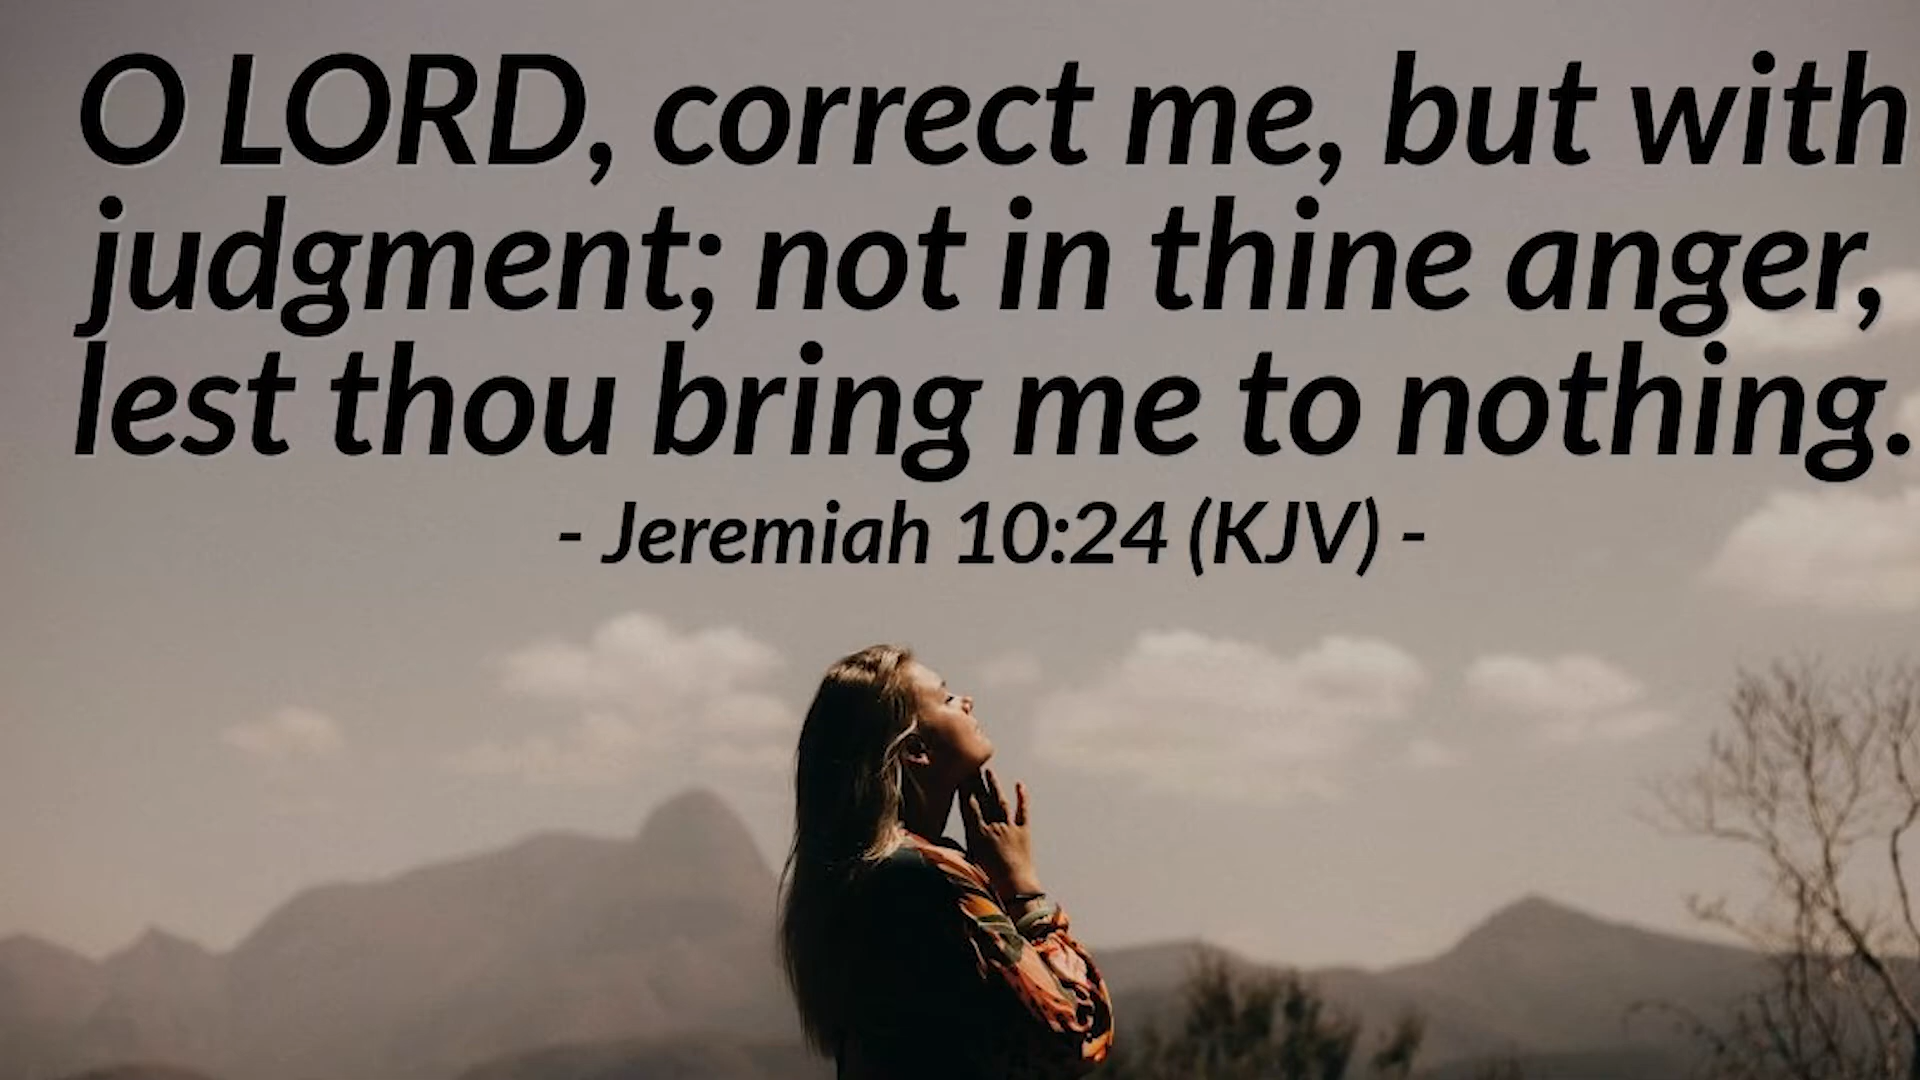 O LORD, correct me, but with
judgment; not in thine anger,
lest thou bring me to nothing.
- Jeremiah 10:24 (KJV) -